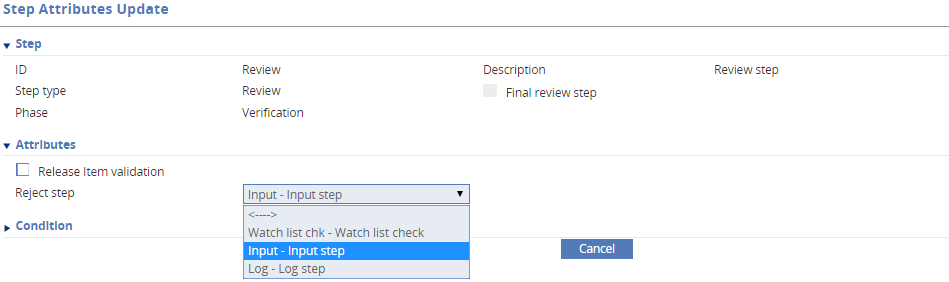 Step Attributes Update
Step
ID Review Description Review step
Step type Review Final review step
Phase Verification
Attributes
Release Item validation
Reject step Input - Input step
<---->
Condition
Watch list chk - Watch list check
Input - Input step
Cancel
Log - Log step